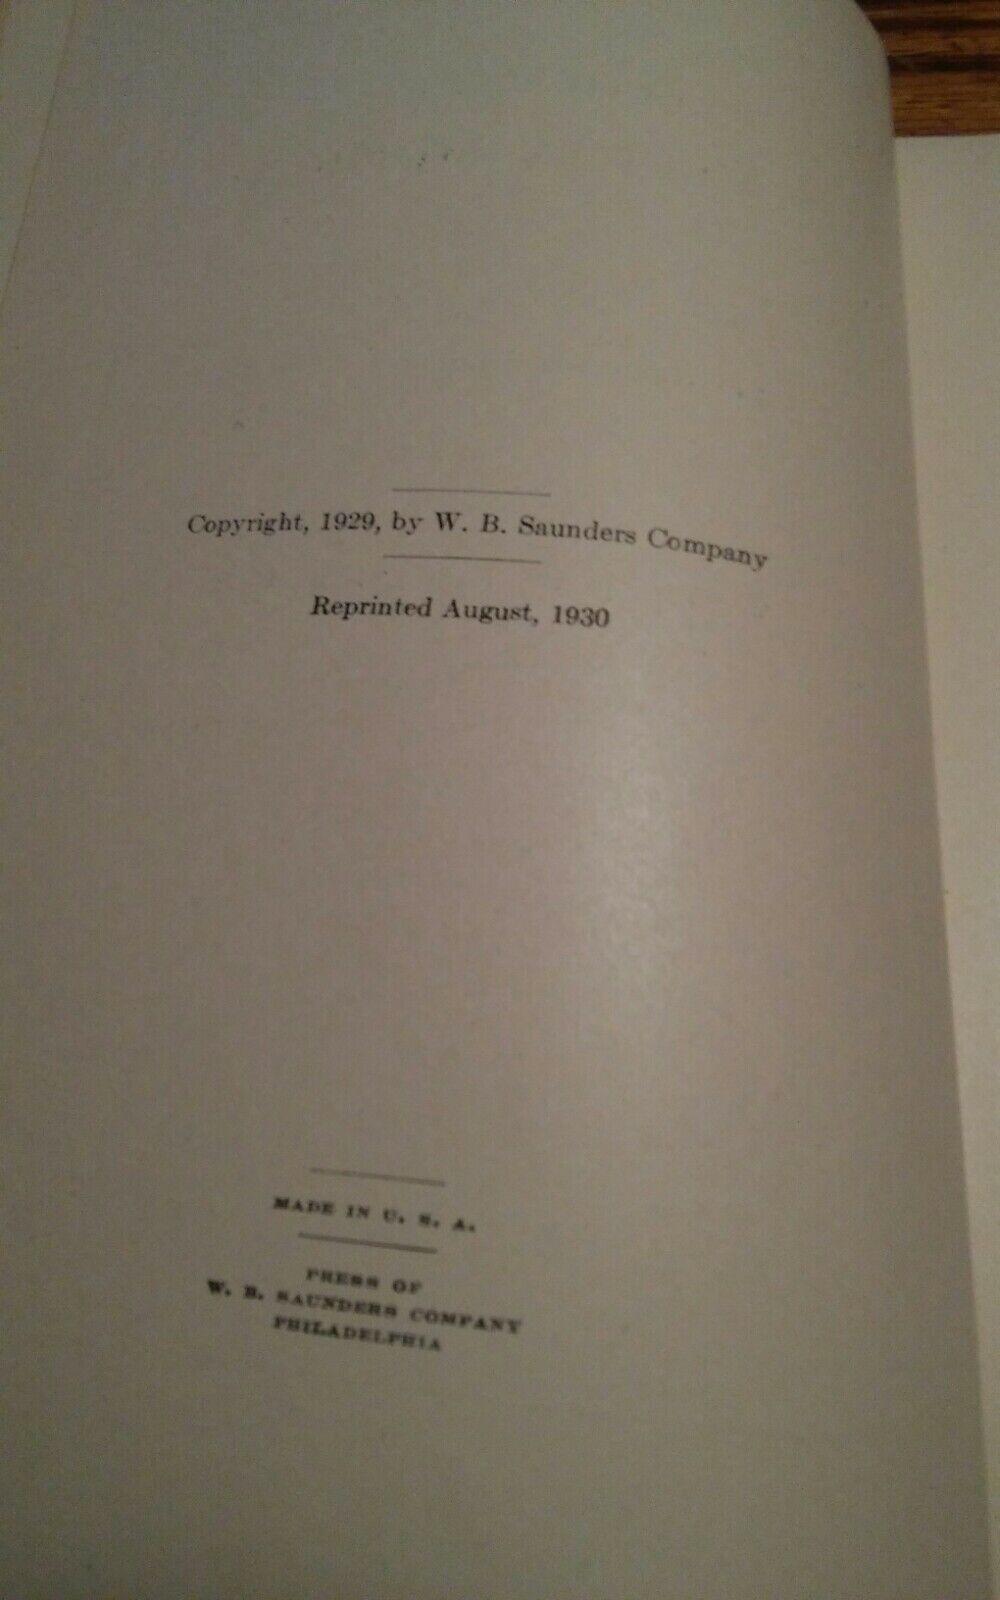 Copyright, 1929, by W. B. Saunders Company
Reprinted August, 1930
MADE IN U. S. A.
PRESS OF
W. B. SAUNDERS COMPANY
PHILADELPHIA